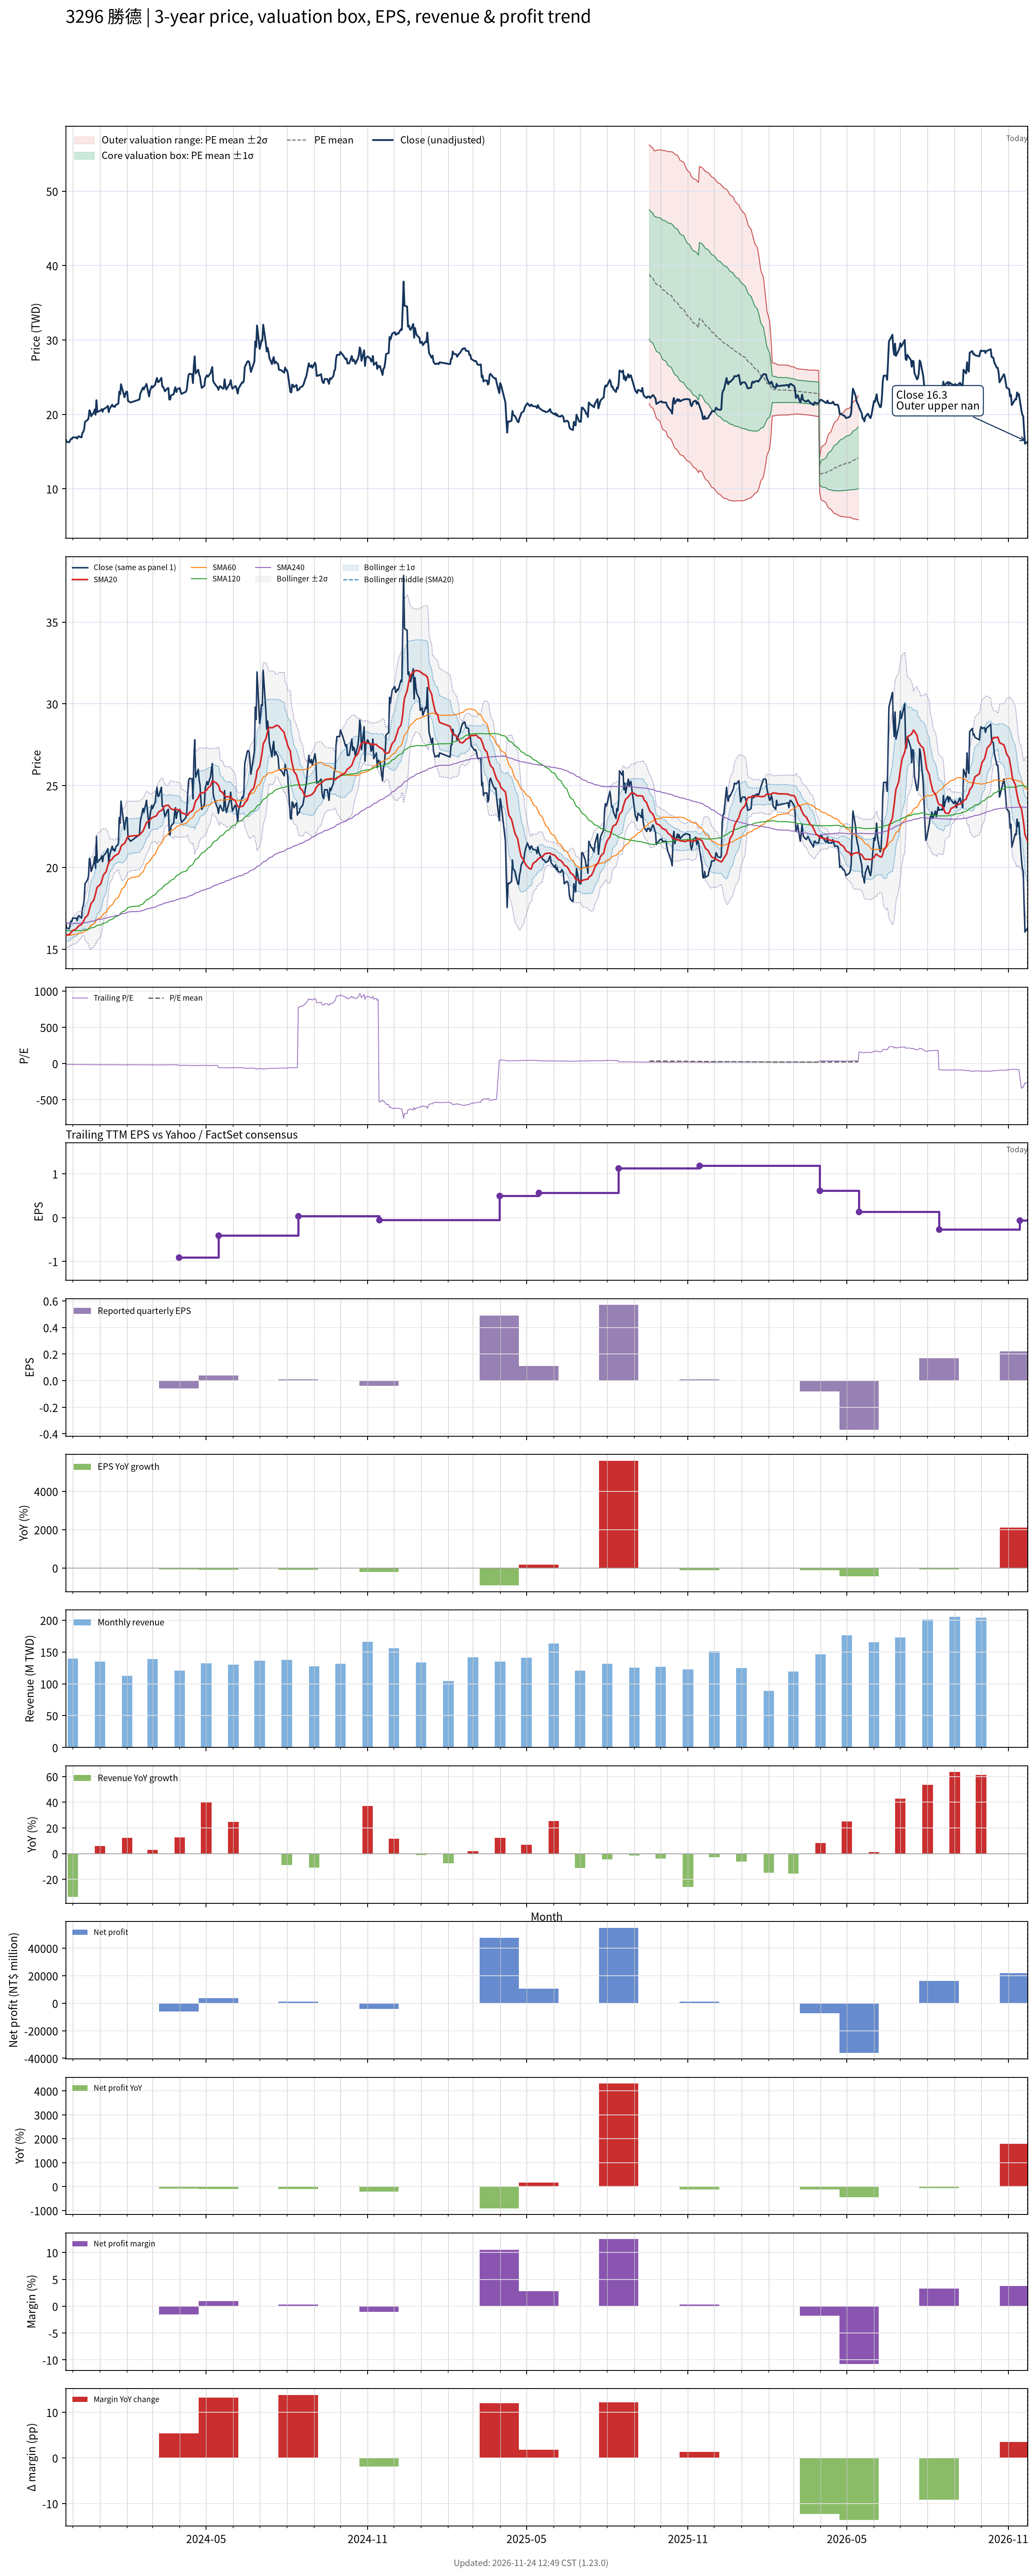 3296 勝德 | 3-year price, valuation box, EPS, revenue & profit trend
Outer valuation range: PE mean ±2σ
Core valuation box: PE mean ±1σ
PE mean
Close (unadjusted)
Today
Price (TWD)
50
40
30
20
10
Close 16.3
Outer upper nan
Close (same as panel 1)
SMA20
SMA60
SMA120
SMA240
Bollinger ±2σ
Bollinger ±1σ
Bollinger middle (SMA20)
Price
35
30
25
20
15
Trailing P/E
P/E mean
P/E
1000
500
0
-500
Trailing TTM EPS vs Yahoo / FactSet consensus
Today
EPS
1
0
-1
Reported quarterly EPS
EPS
0.6
0.4
0.2
0.0
-0.2
-0.4
EPS YoY growth
YoY (%)
4000
2000
0
Monthly revenue
Revenue (M TWD)
200
150
100
50
0
Revenue YoY growth
YoY (%)
60
40
20
0
-20
Month
Net profit
Net profit (NT$ million)
40000
20000
0
-20000
-40000
Net profit YoY
YoY (%)
4000
3000
2000
1000
0
-1000
Net profit margin
Margin (%)
10
5
0
-5
-10
Margin YoY change
Δ margin (pp)
10
0
-10
2024-05
2024-11
2025-05
2025-11
2026-05
2026-11
Updated: 2026-11-24 12:49 CST (1.23.0)